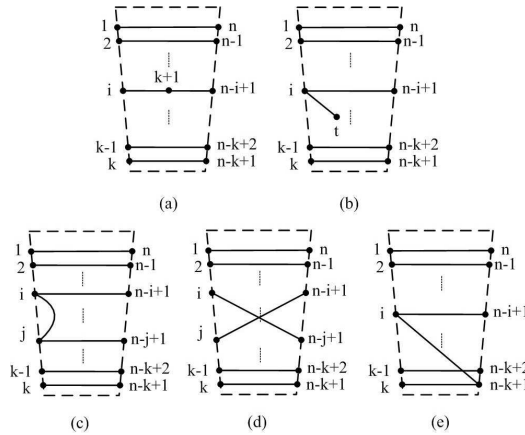 1 n 1 n
2 n-1 2 n-1
k+1
i n-i+1 i n-i+1
t
k-1 n-k+2 k-1 n-k+2
k n-k+1 k n-k+1
(a) (b)
1 n 1 n 1 n
2 n-1 2 n-1 2 n-1
i n-i+1 i n-i+1 i n-i+1
j n-j+1 j n-j+1
k-1 n-k+2 k-1 n-k+2 k-1 n-k+2
k n-k+1 k n-k+1 k n-k+1
(c) (d) (e)